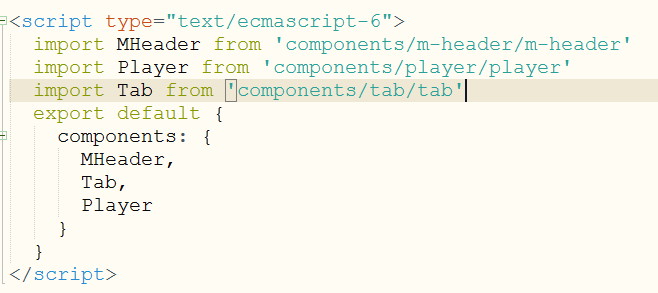 <script type="text/ecmascript-6">
import MHeader from 'components/m-header/m-header'
import Player from 'components/player/player'
import Tab from 'components/tab/tab'
export default {
components: {
MHeader,
Tab,
Player
}
}
</script>